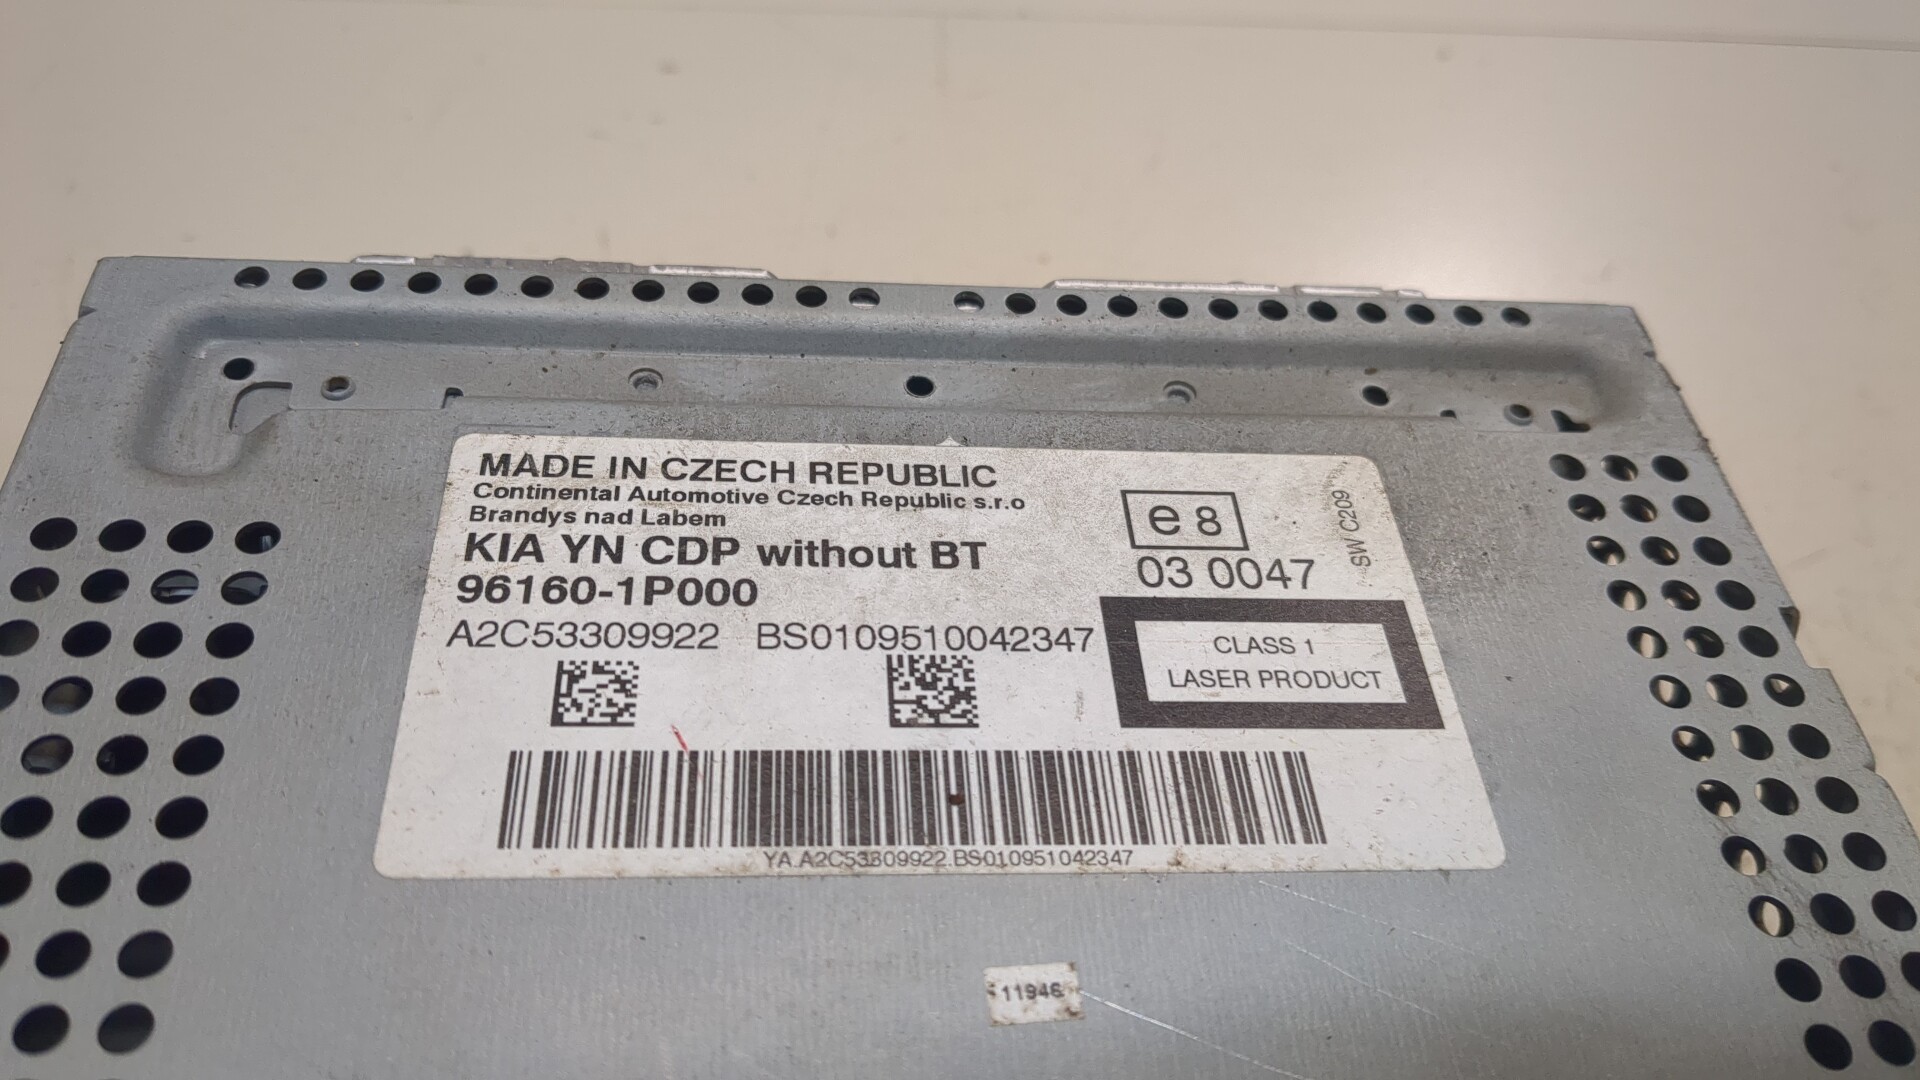 MADE IN CZECH REPUBLIC
Continental Automotive Czech Republic s.r.o
Brandys nad Labem
KIA YN CDP without BT
96160-1P000
A2C53309922 BS0109510042347
e8
03 0047
SW C209
CLASS 1
LASER PRODUCT
YA.A2C53309922.BS010951042347
11946